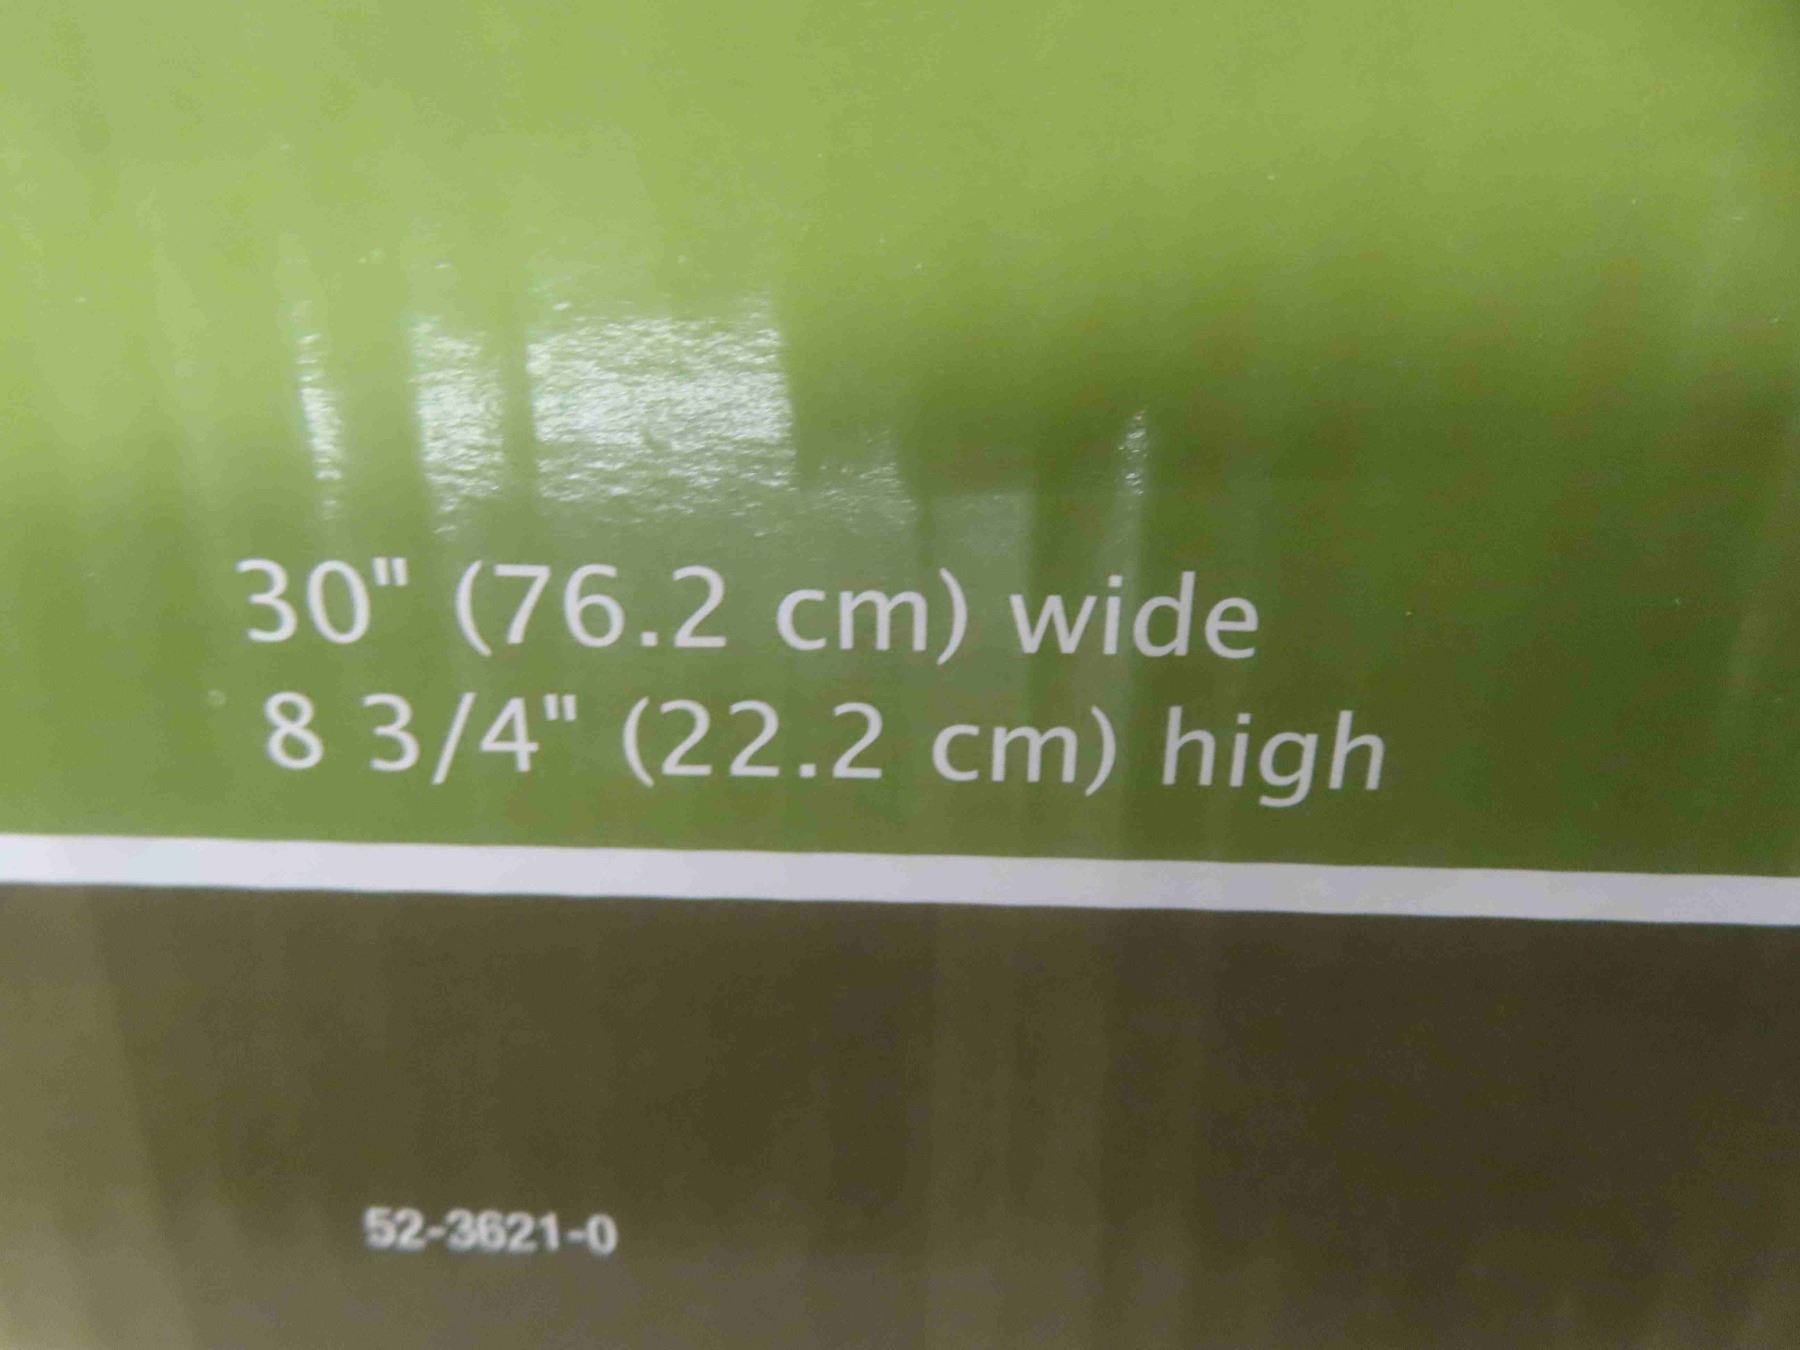 30" (76.2 cm) wide
8 3/4" (22.2 cm) high
52-3621-0